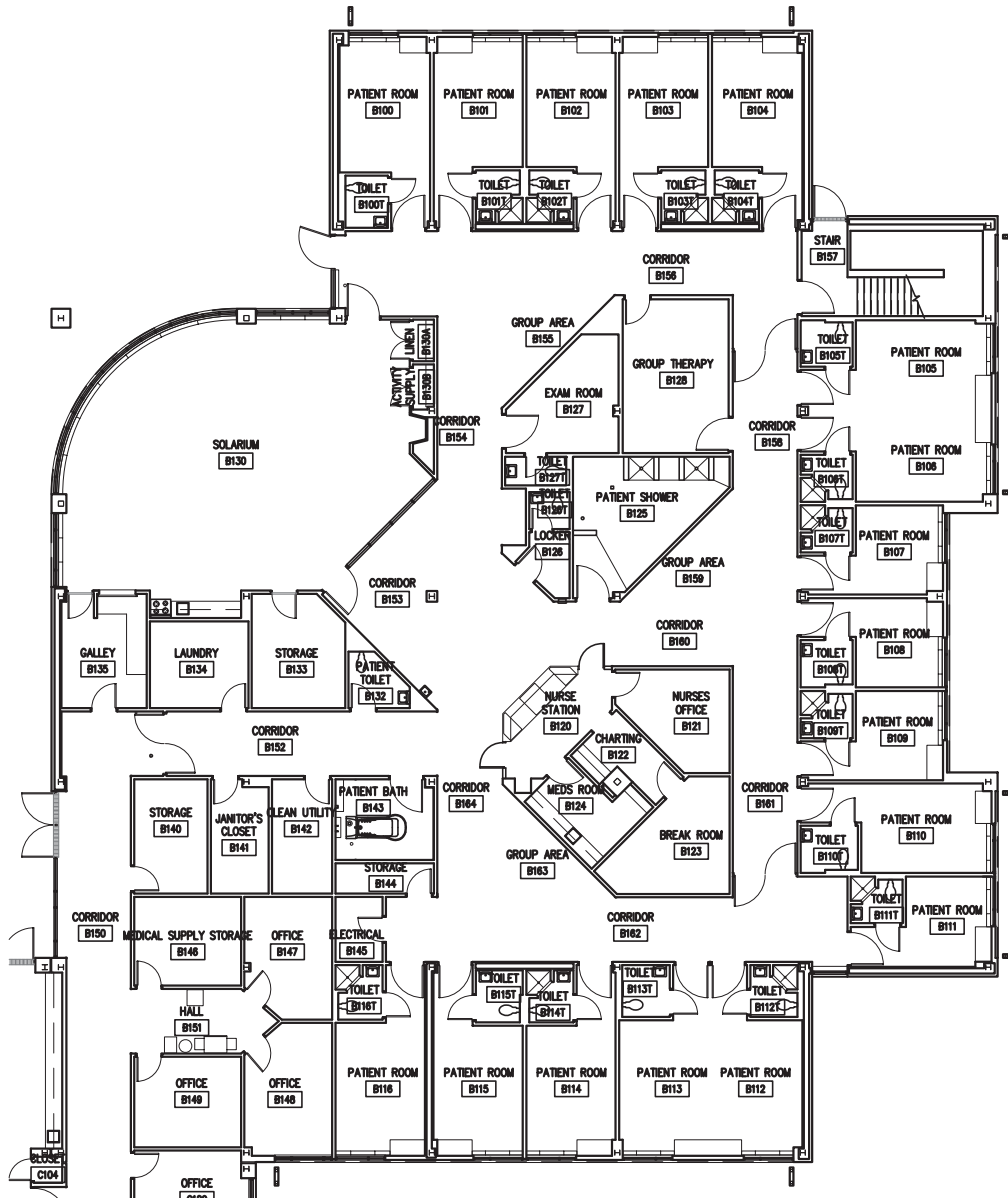 PATIENT ROOM
B100
PATIENT ROOM
B101
PATIENT ROOM
B102
PATIENT ROOM
B103
PATIENT ROOM
B104
TOILET
B100T
TOILET
B101T
TOILET
B102T
TOILET
B103T
TOILET
B104T
STAIR
B157
CORRIDOR
B156
GROUP AREA
B155
LINEN
B130A
ACTIVITY
SUPPLY
B130B
GROUP THERAPY
B128
EXAM ROOM
B127
TOILET
B105T
PATIENT ROOM
B105
CORRIDOR
B154
CORRIDOR
B158
SOLARIUM
B130
PATIENT ROOM
B106
TOILET
B106T
TOILET
B127T
TOILET
B126T
PATIENT SHOWER
B125
LOCKER
B126
TOILET
B107T
PATIENT ROOM
B107
GROUP AREA
B159
CORRIDOR
B153
CORRIDOR
B160
PATIENT ROOM
B108
TOILET
B108T
GALLEY
B135
LAUNDRY
B134
STORAGE
B133
PATIENT
TOILET
B132
NURSE
STATION
B120
NURSES
OFFICE
B121
TOILET
B109T
PATIENT ROOM
B109
CORRIDOR
B152
CHARTING
B122
MEDS ROOM
B124
CORRIDOR
B164
CORRIDOR
B161
STORAGE
B140
JANITOR'S
CLOSET
B141
CLEAN UTILITY
B142
PATIENT BATH
B143
BREAK ROOM
B123
PATIENT ROOM
B110
TOILET
B110T
STORAGE
B144
GROUP AREA
B163
TOILET
B111T
PATIENT ROOM
B111
CORRIDOR
B150
MEDICAL SUPPLY STORAGE
B146
OFFICE
B147
ELECTRICAL
B145
CORRIDOR
B162
TOILET
B116T
TOILET
B115T
TOILET
B114T
TOILET
B113T
TOILET
B112T
HALL
B151
OFFICE
B149
OFFICE
B148
PATIENT ROOM
B116
PATIENT ROOM
B115
PATIENT ROOM
B114
PATIENT ROOM
B113
PATIENT ROOM
B112
CLOSET
C104
OFFICE